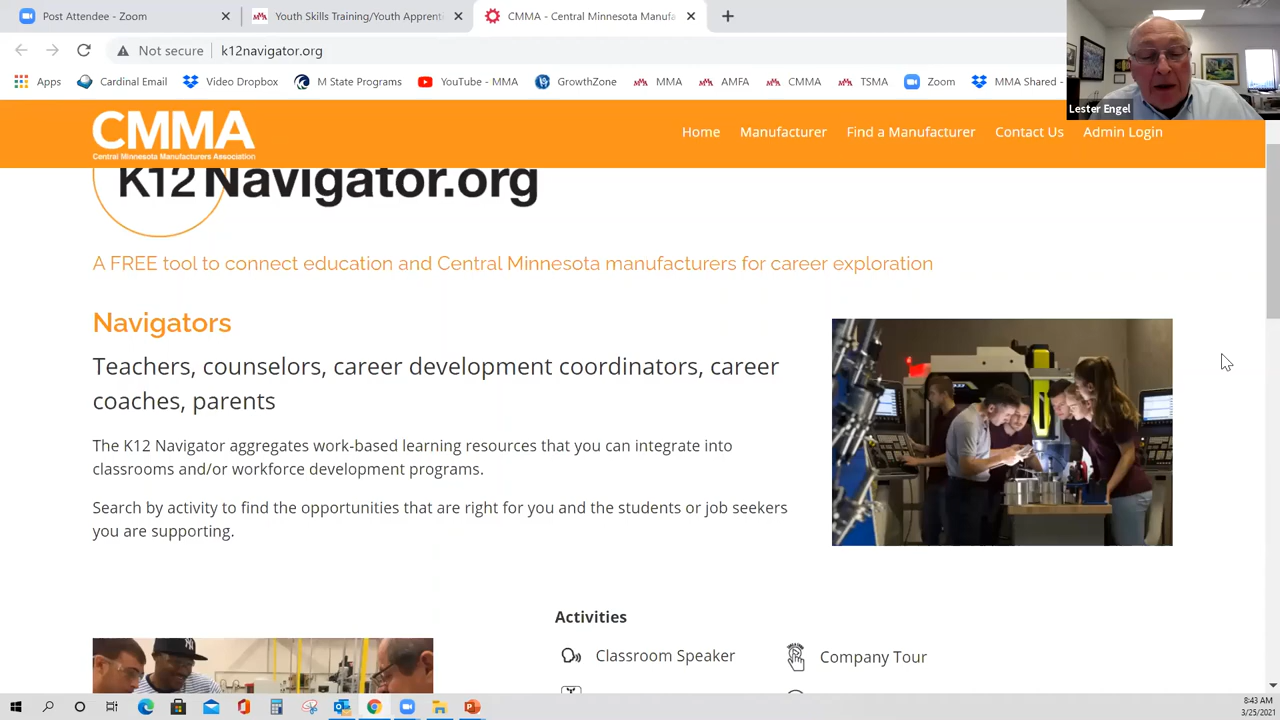 Post Attendee - Zoom
Youth Skills Training/Youth Apprent
CMMA - Central Minnesota Manufa
Not secure
k12navigator.org
Apps
Cardinal Email
Video Dropbox
M State Programs
YouTube - MMA
GrowthZone
MMA
AMFA
CMMA
TSMA
Zoom
MMA Shared -
Lester Engel
CMMA
Central Minnesota Manufacturers Association
Home
Manufacturer
Find a Manufacturer
Contact Us
Admin Login
K12Navigator.org
A FREE tool to connect education and Central Minnesota manufacturers for career exploration
Navigators
Teachers, counselors, career development coordinators, career
coaches, parents
The K12 Navigator aggregates work-based learning resources that you can integrate into
classrooms and/or workforce development programs.
Search by activity to find the opportunities that are right for you and the students or job seekers
you are supporting.
Activities
Classroom Speaker
Company Tour
8:43 AM
3/25/2021